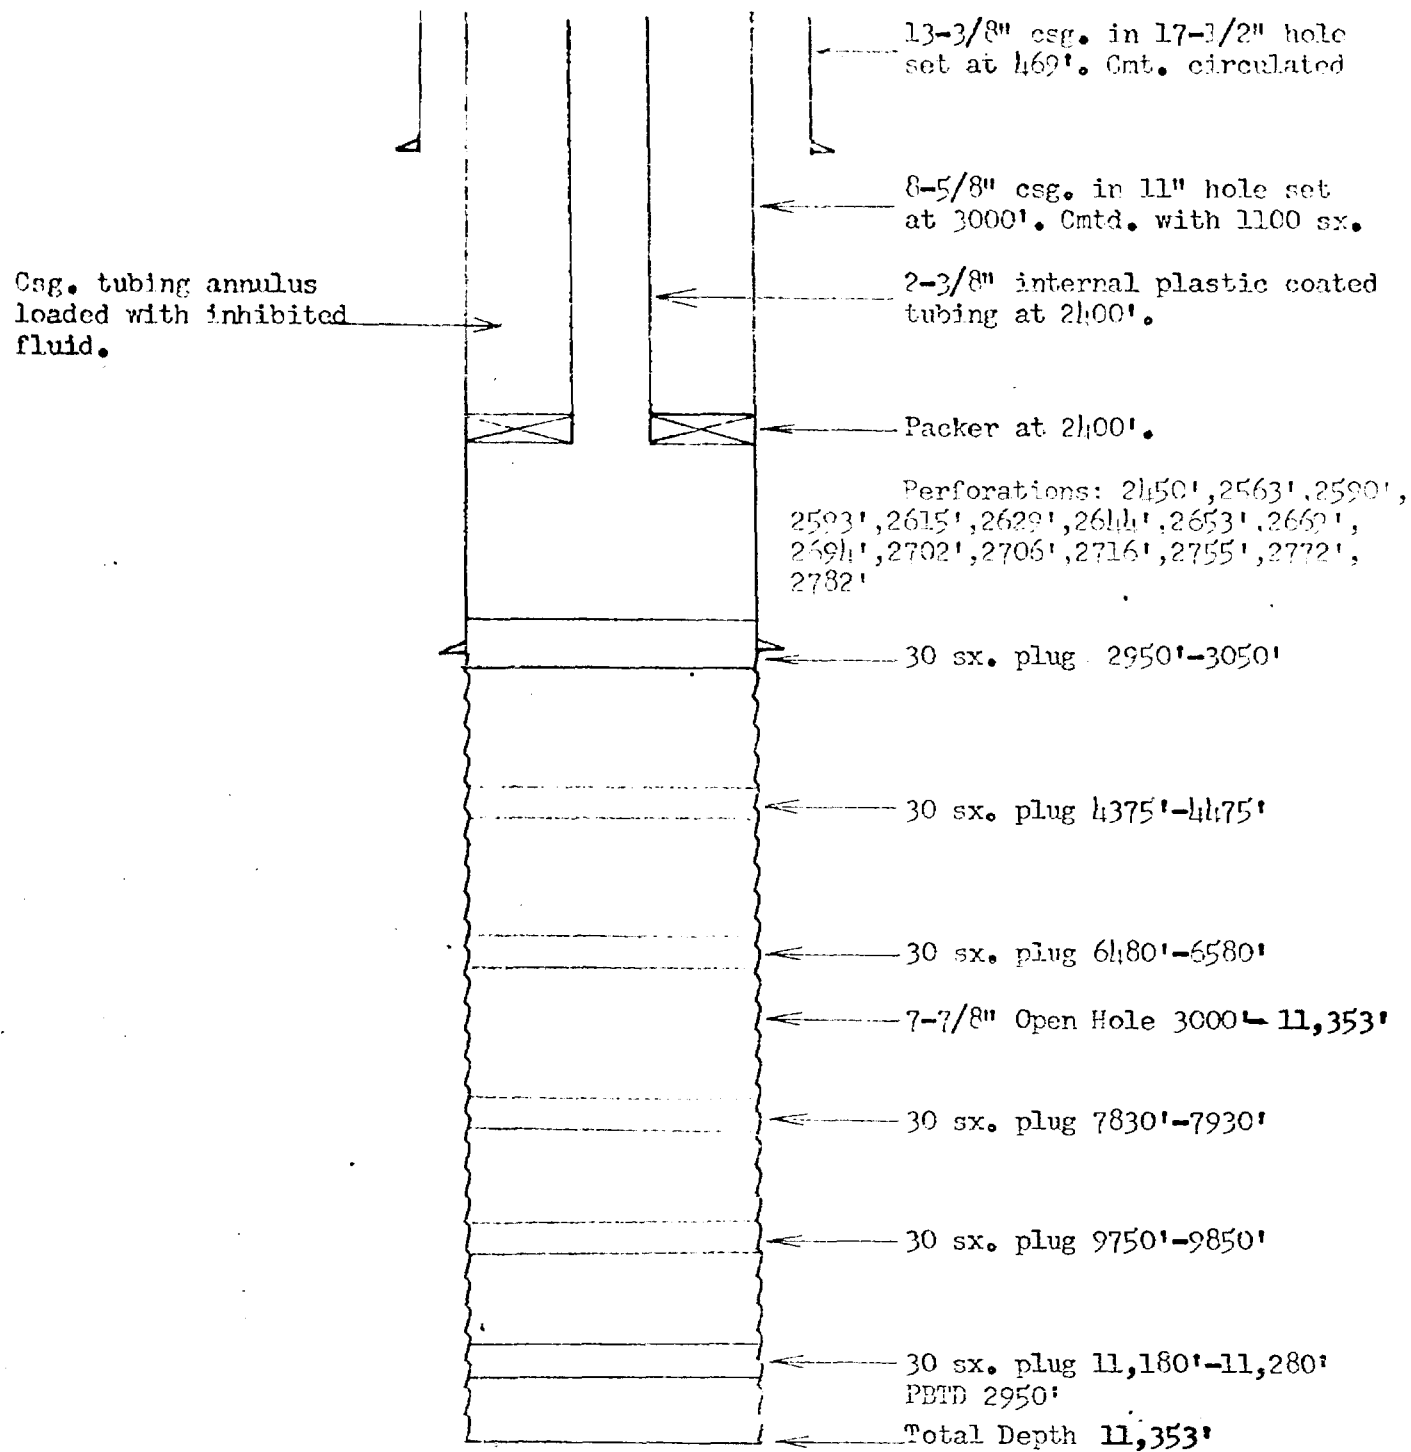 13-3/8" csg. in 17-1/2" hole
set at 469'. Cmt. circulated
8-5/8" csg. in 11" hole set
at 3000'. Cmtd. with 1100 sx.
Csg. tubing annulus
loaded with inhibited
fluid.
2-3/8" internal plastic coated
tubing at 2400'.
Packer at 2400'.
Perforations: 2450',2563',2590',
2593',2615',2629',2644',2653',2669',
2694',2702',2706',2716',2755',2772',
2782'
30 sx. plug 2950'-3050'
30 sx. plug 4375'-4475'
30 sx. plug 6480'-6580'
7-7/8" Open Hole 3000'- 11,353'
30 sx. plug 7830'-7930'
30 sx. plug 9750'-9850'
30 sx. plug 11,180'-11,280'
PBTD 2950'
Total Depth 11,353'